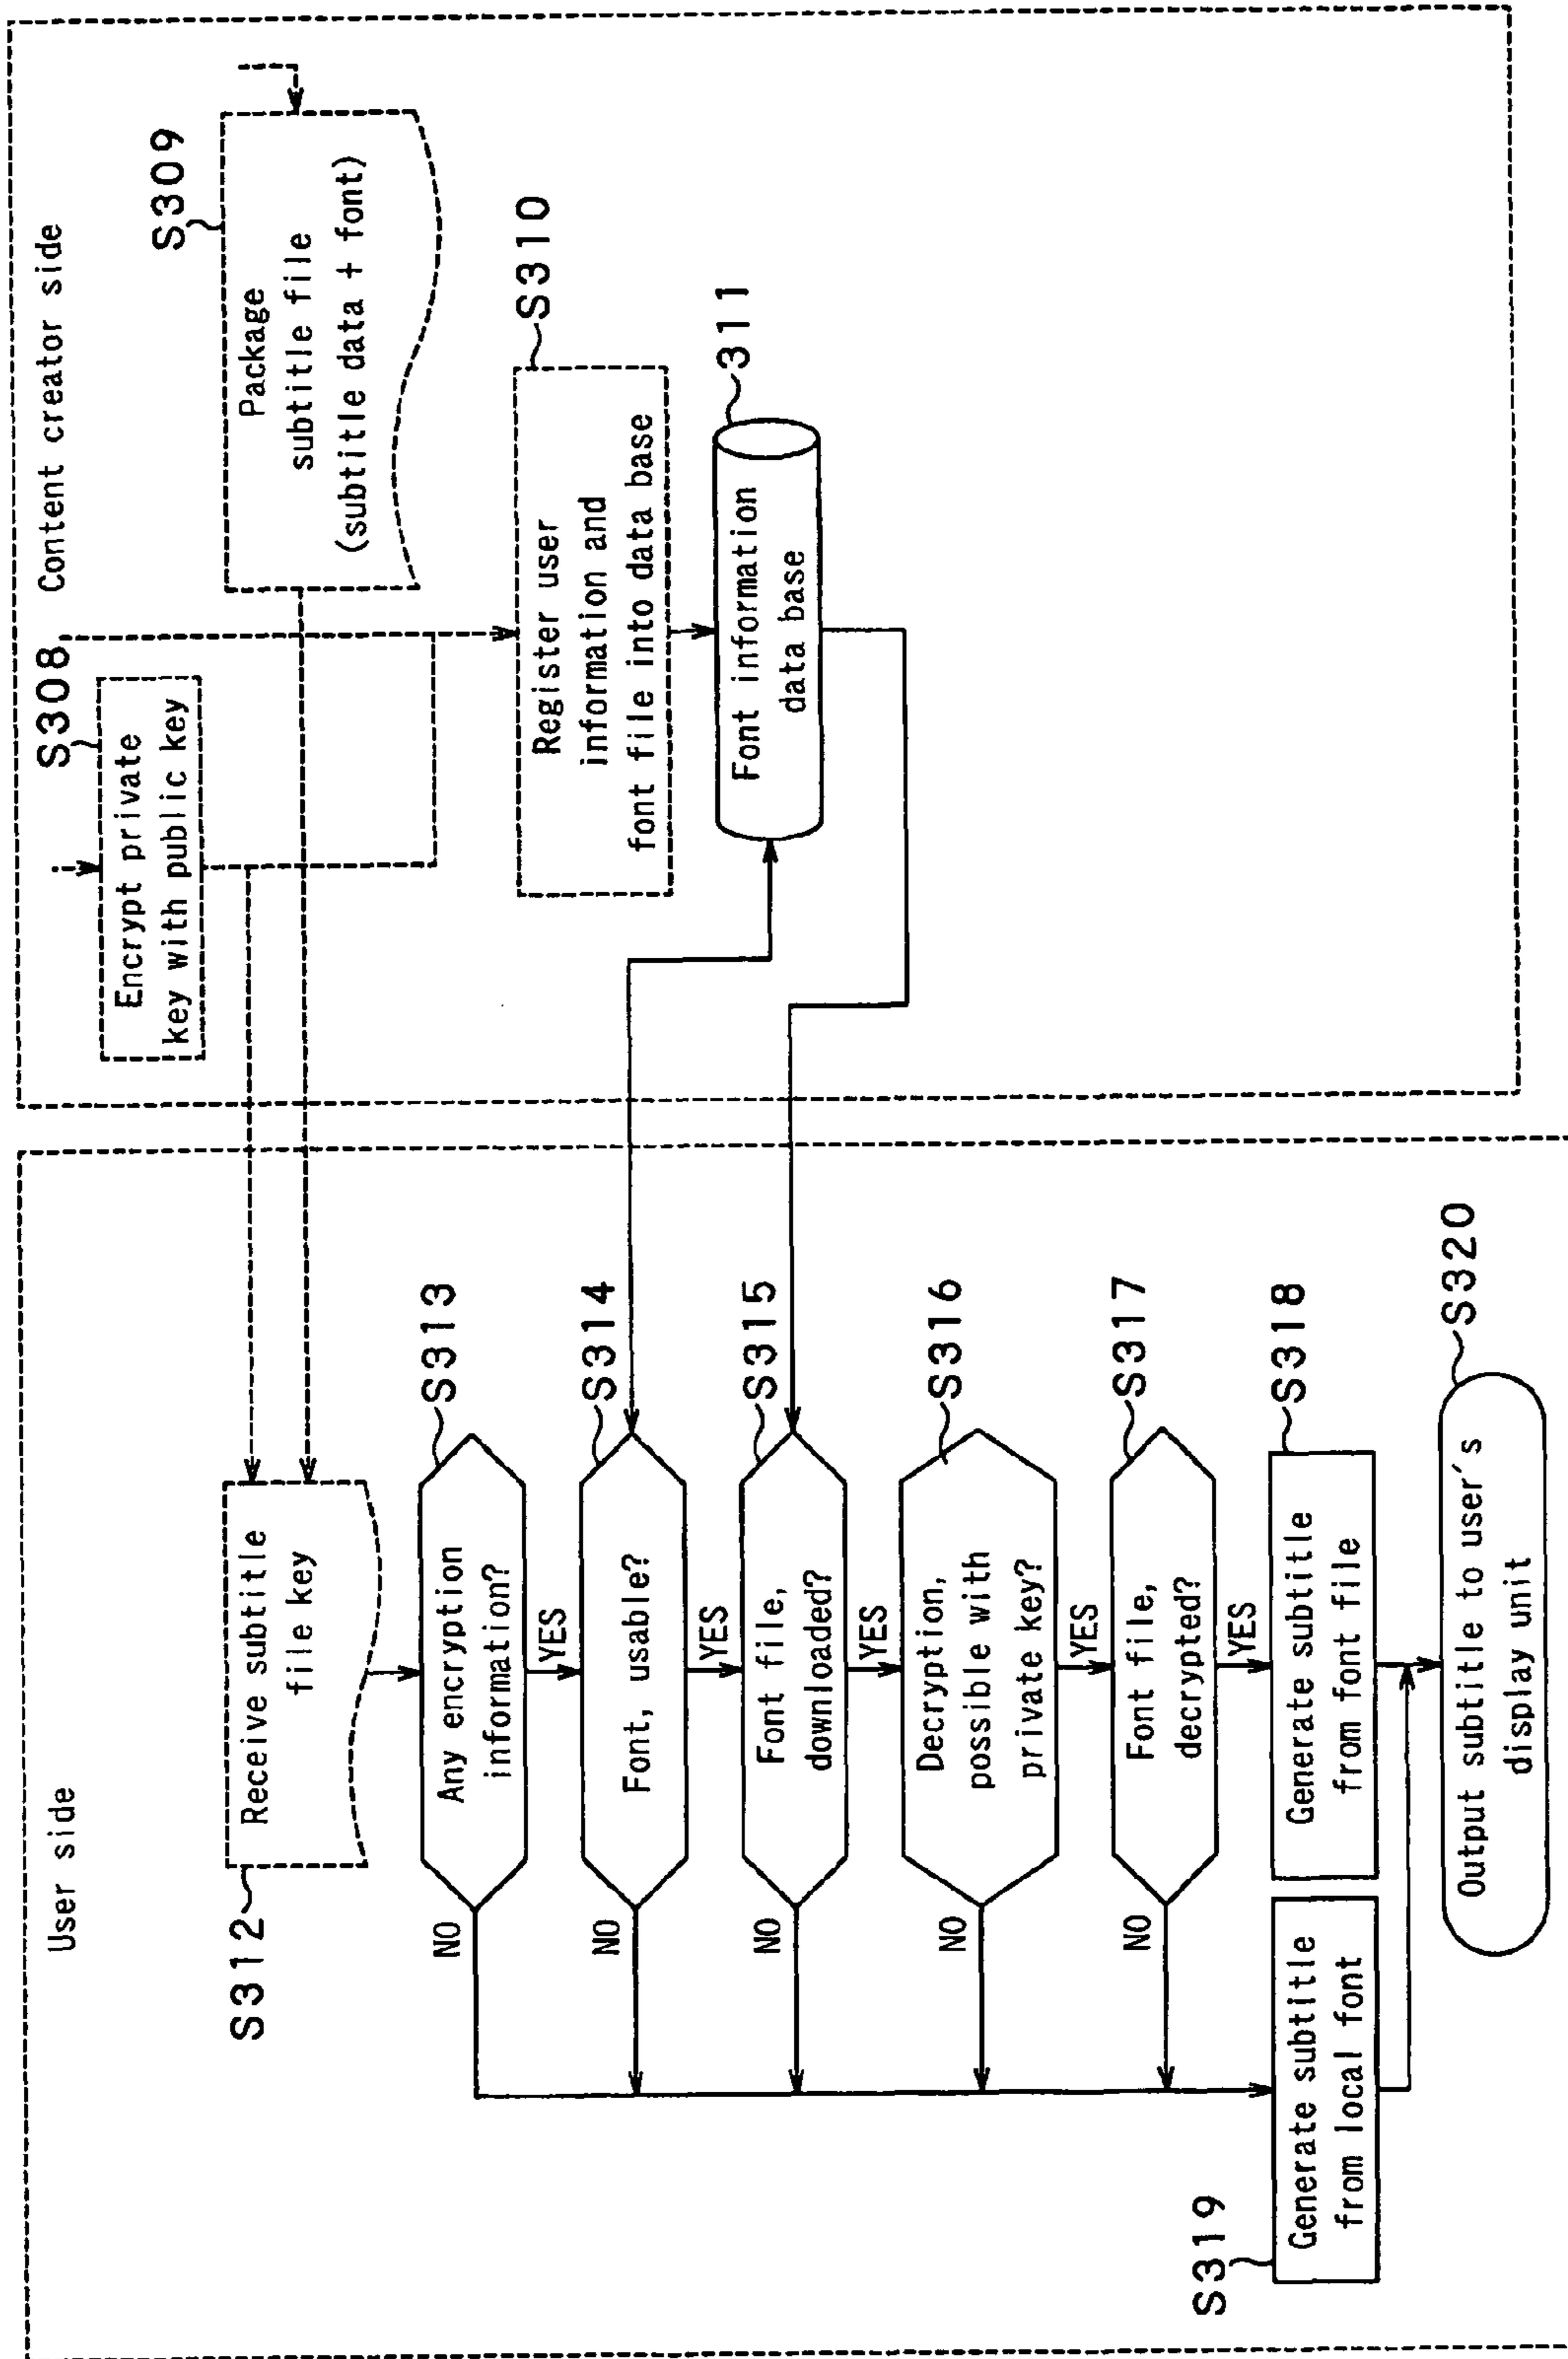 User side
S312
Receive subtitle
file key
S313
Any encryption
information?
NO
YES
S314
Font, usable?
NO
YES
S315
Font file,
downloaded?
NO
YES
S316
Decryption,
possible with
private key?
NO
YES
S317
Font file,
decrypted?
NO
YES
S319
Generate subtitle
from local font
S318
Generate subtitle
from font file
S320
Output subtitle to user's
display unit
Content creator side
S308
Encrypt private
key with public key
S309
Package
subtitle file
(subtitle data + font)
S310
Register user
information and
font file into data base
311
Font information
data base